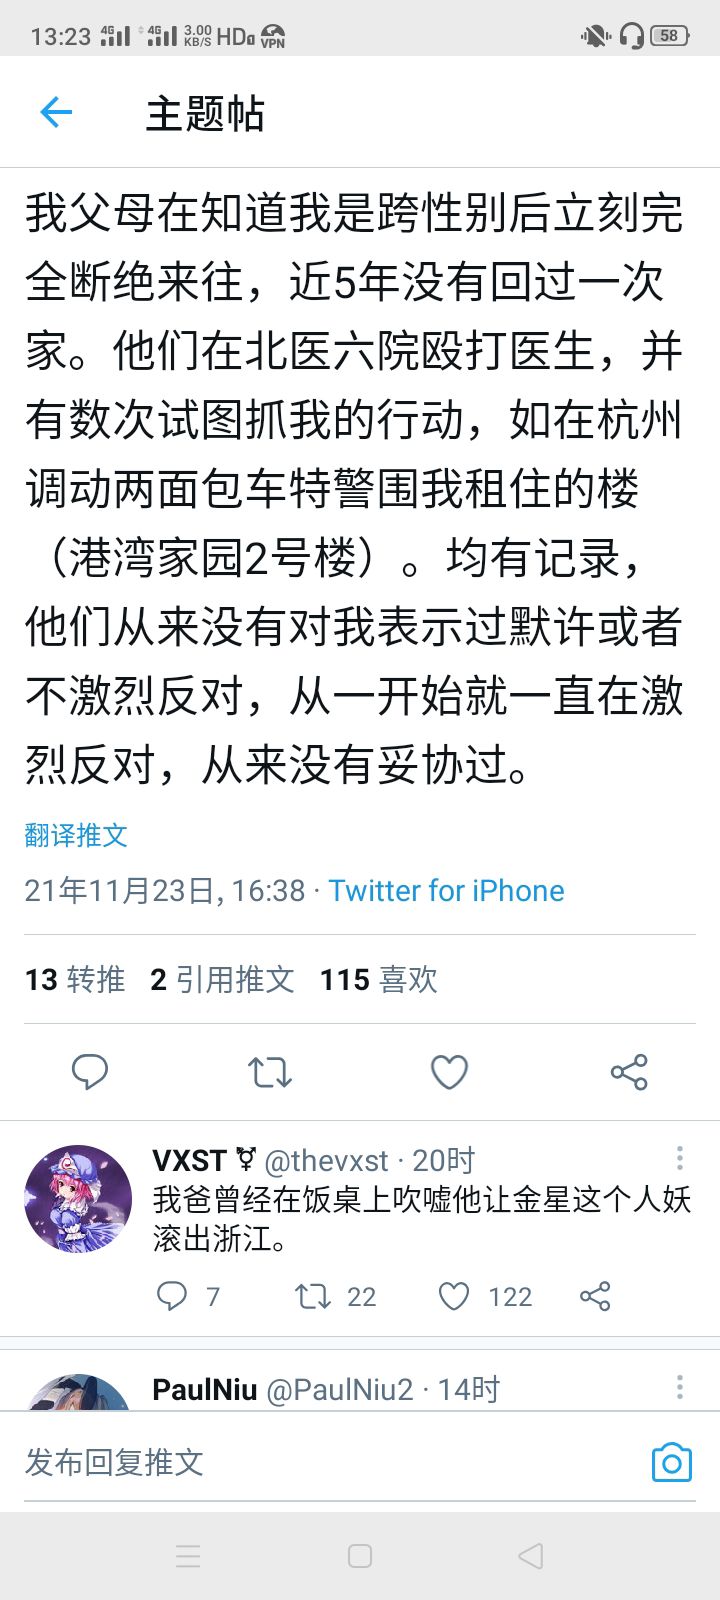 13:23 4G 4G 3.00 KB/S HD VPN 58
主题帖
我父母在知道我是跨性别后立刻完
全断绝来往，近5年没有回过一次
家。他们在北医六院殴打医生，并
有数次试图抓我的行动，如在杭州
调动两面包车特警围我租住的楼
（港湾家园2号楼）。均有记录，
他们从来没有对我表示过默许或者
不激烈反对，从一开始就一直在激
烈反对，从来没有妥协过。
翻译推文
21年11月23日, 16:38 · Twitter for iPhone
13 转推 2 引用推文 115 喜欢
VXST⚧ @thevxst · 20时
我爸曾经在饭桌上吹嘘他让金星这个人妖
滚出浙江。
7 22 122
PaulNiu @PaulNiu2 · 14时
发布回复推文